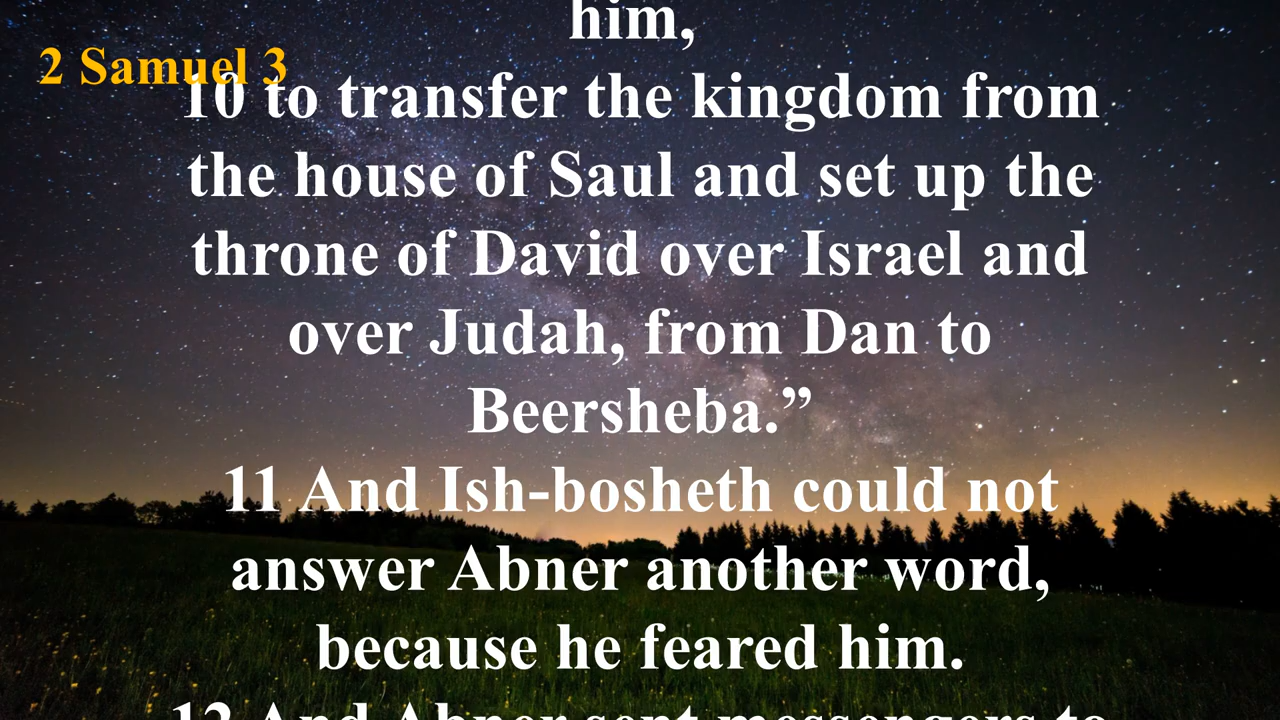 him,
2 Samuel 3
10 to transfer the kingdom from
the house of Saul and set up the
throne of David over Israel and
over Judah, from Dan to
Beersheba.”
11 And Ish-bosheth could not
answer Abner another word,
because he feared him.
12 And Abner sent messengers to